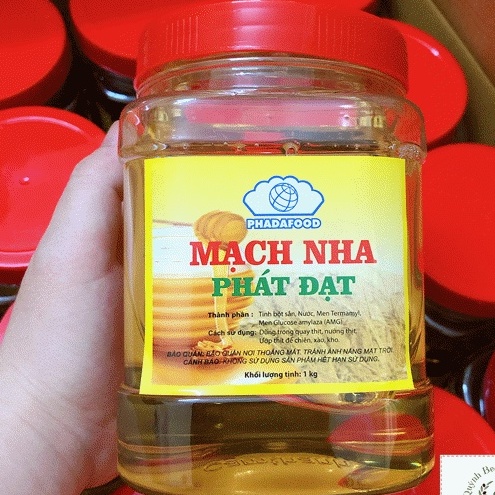 PHADAFOOD
MẠCH NHA
PHÁT ĐẠT
Thành phần : Tinh bột sắn, Nước, Men Termamyl,
Men Glucose amylaza (AMG)
Cách sử dụng: Dùng trong quay thịt, nướng thịt,
Ướp thịt để chiên, xào, kho.
BẢO QUẢN: BẢO QUẢN NƠI THOÁNG MÁT, TRÁNH ÁNH NẮNG MẶT TRỜI
CẢNH BÁO: KHÔNG SỬ DỤNG SẢN PHẨM HẾT HẠN SỬ DỤNG.
Khối lượng tịnh: 1 kg
Quỳnh